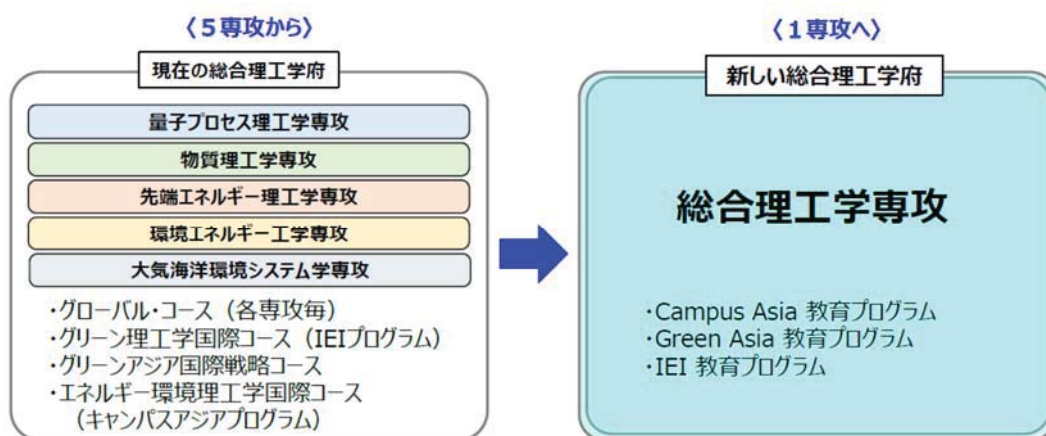 〈5専攻から〉
現在の総合理工学府
量子プロセス理工学専攻
物質理工学専攻
先端エネルギー理工学専攻
環境エネルギー工学専攻
大気海洋環境システム学専攻
・グローバル・コース（各専攻毎）
・グリーン理工学国際コース（IEIプログラム）
・グリーンアジア国際戦略コース
・エネルギー環境理工学国際コース
（キャンパスアジアプログラム）
〈1専攻へ〉
新しい総合理工学府
総合理工学専攻
・Campus Asia 教育プログラム
・Green Asia 教育プログラム
・IEI 教育プログラム